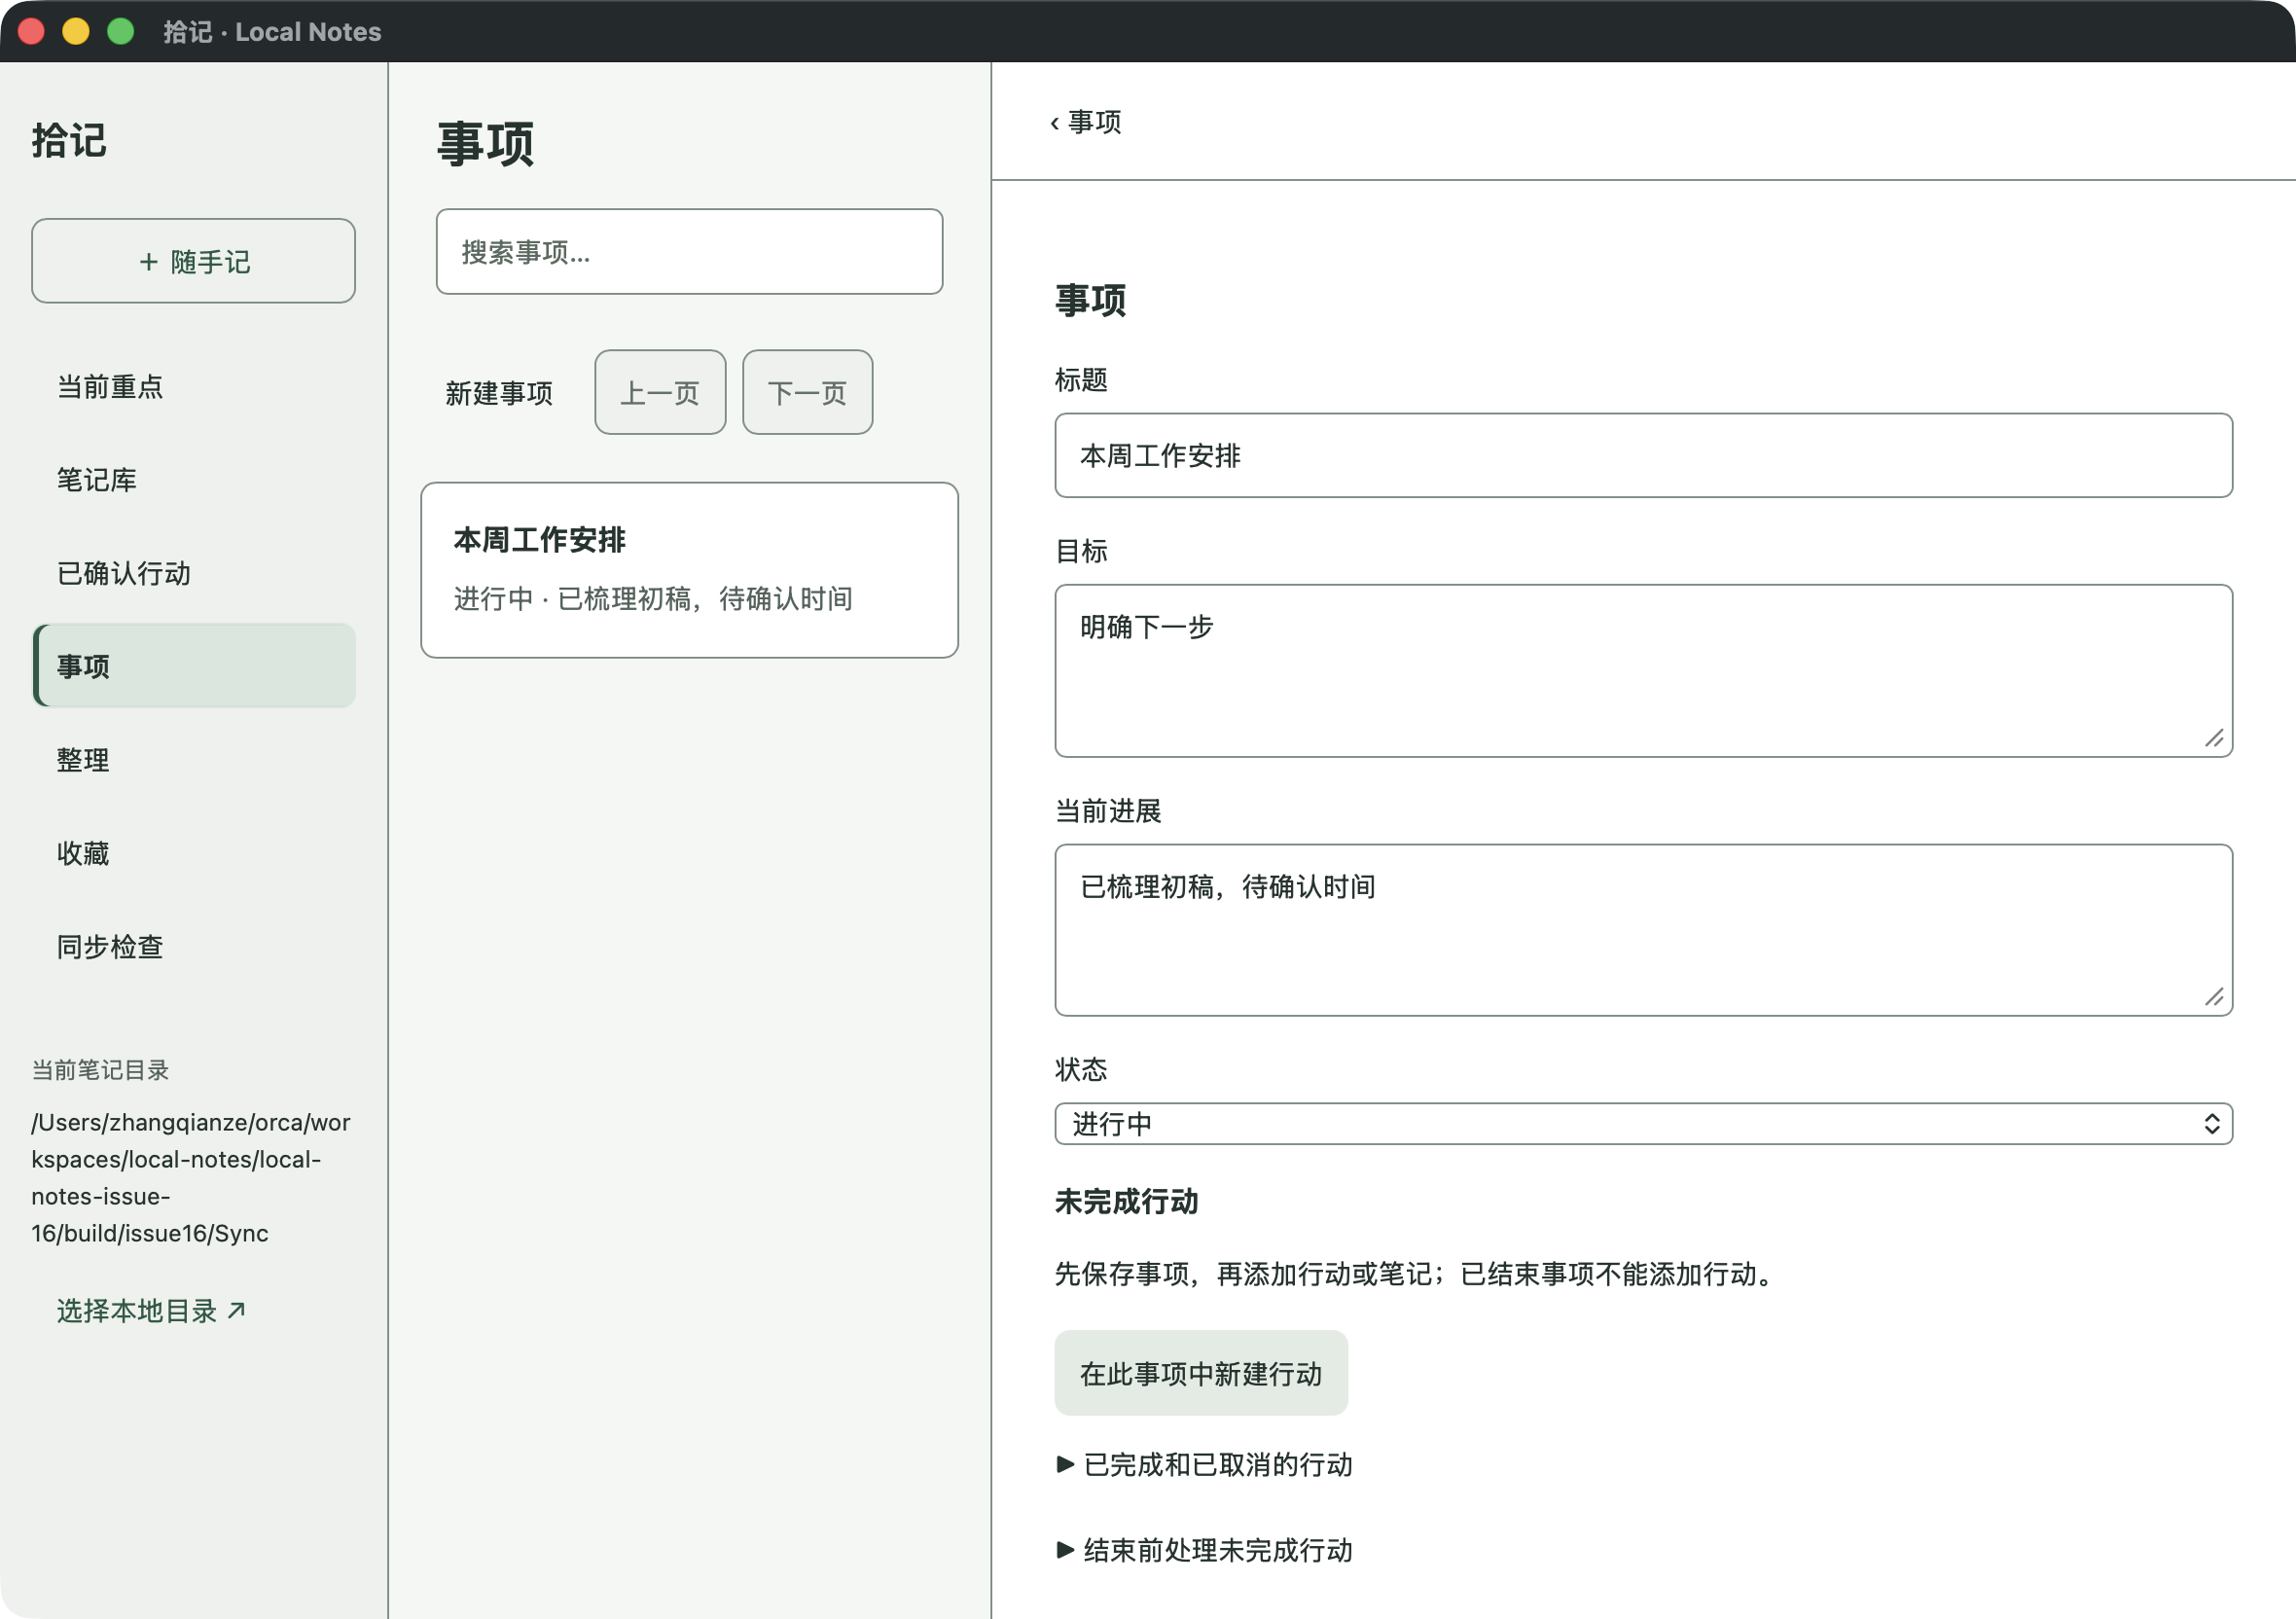 拾记 · Local Notes
拾记
+ 随手记
当前重点
笔记库
已确认行动
事项
整理
收藏
同步检查
当前笔记目录
/Users/zhangqianze/orca/wor
kspaces/local-notes/local-
notes-issue-
16/build/issue16/Sync
选择本地目录 ↗
事项
搜索事项...
新建事项 上一页 下一页
本周工作安排
进行中 · 已梳理初稿，待确认时间
‹ 事项
事项
标题
本周工作安排
目标
明确下一步
当前进展
已梳理初稿，待确认时间
状态
进行中
未完成行动
先保存事项，再添加行动或笔记；已结束事项不能添加行动。
在此事项中新建行动
▶ 已完成和已取消的行动
▶ 结束前处理未完成行动